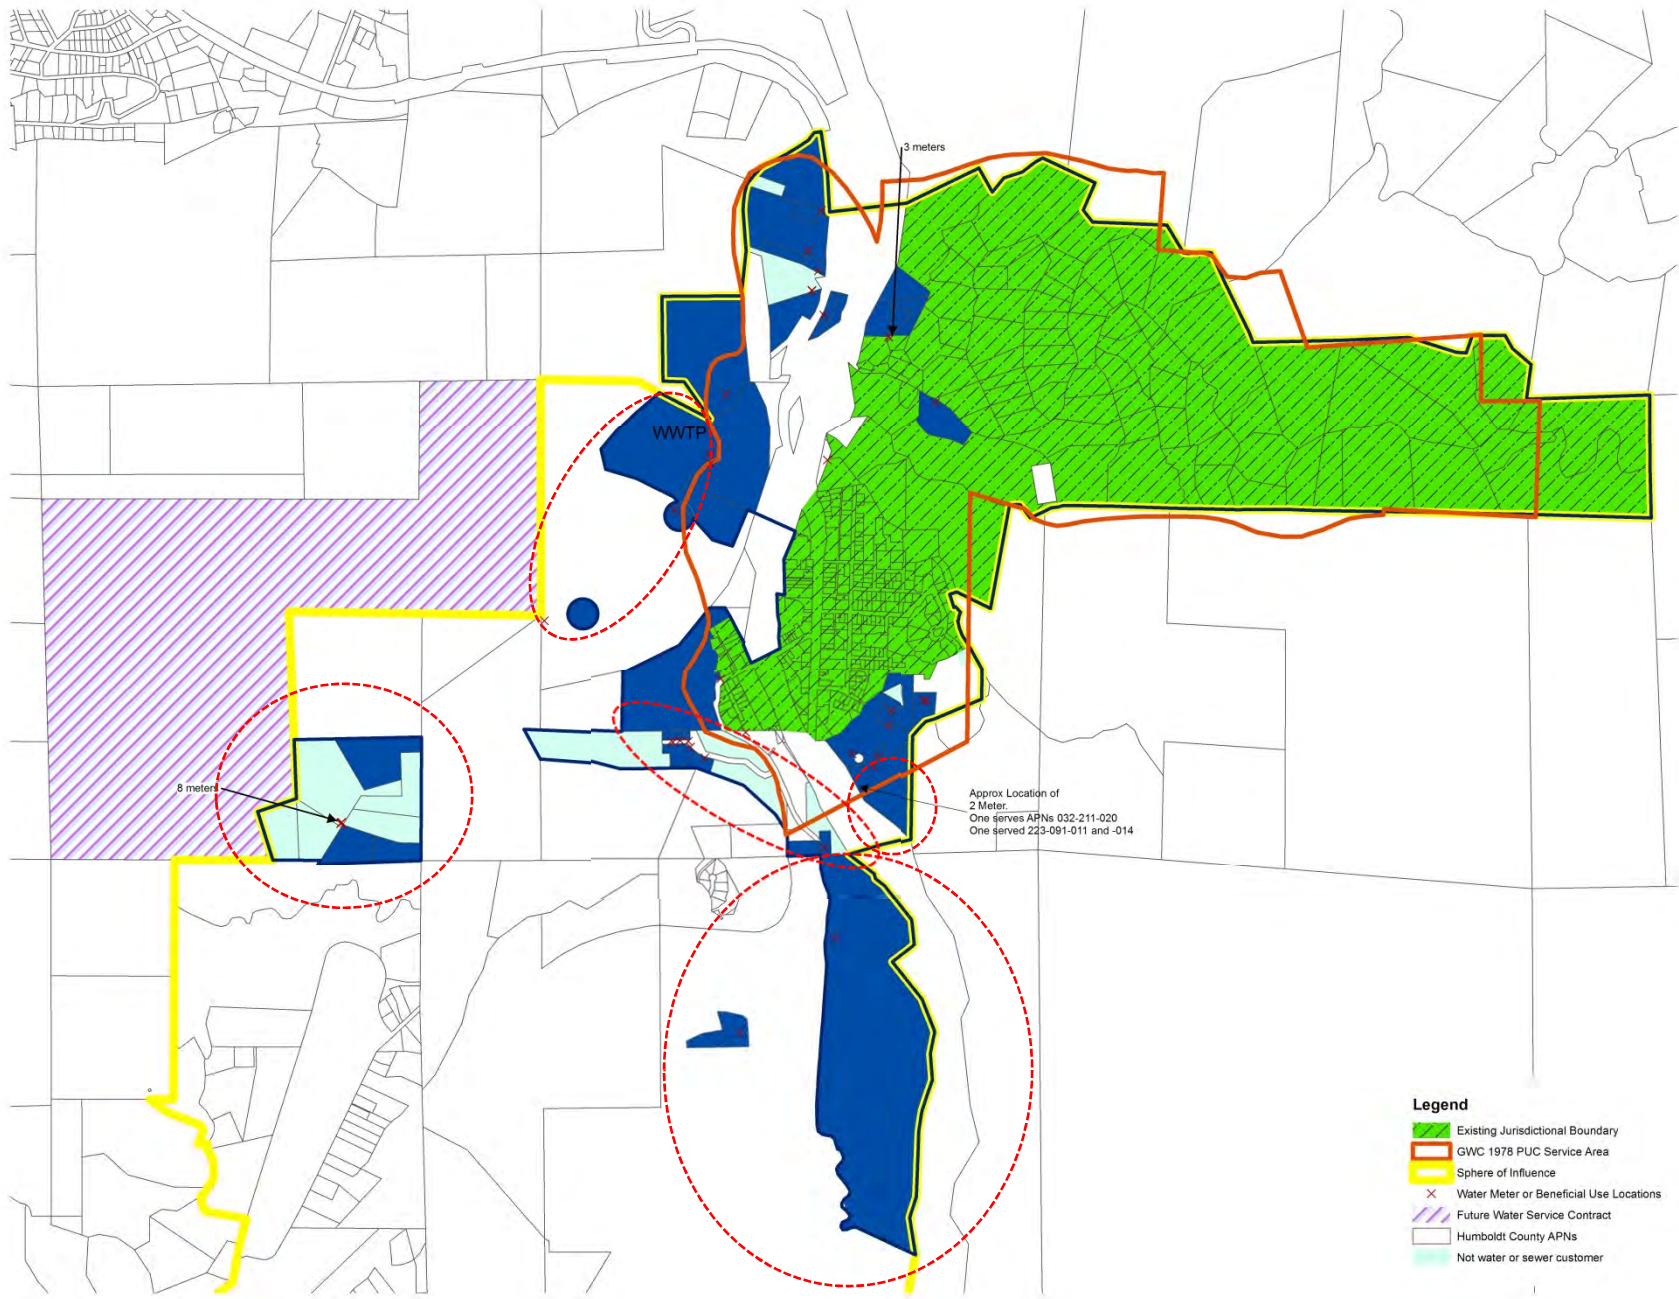 3 meters
WWTP
8 meters
Approx Location of
2 Meter.
One serves APNs 032-211-020
One served 223-091-011 and -014
Legend
Existing Jurisdictional Boundary
GWC 1978 PUC Service Area
Sphere of Influence
Water Meter or Beneficial Use Locations
Future Water Service Contract
Humboldt County APNs
Not water or sewer customer